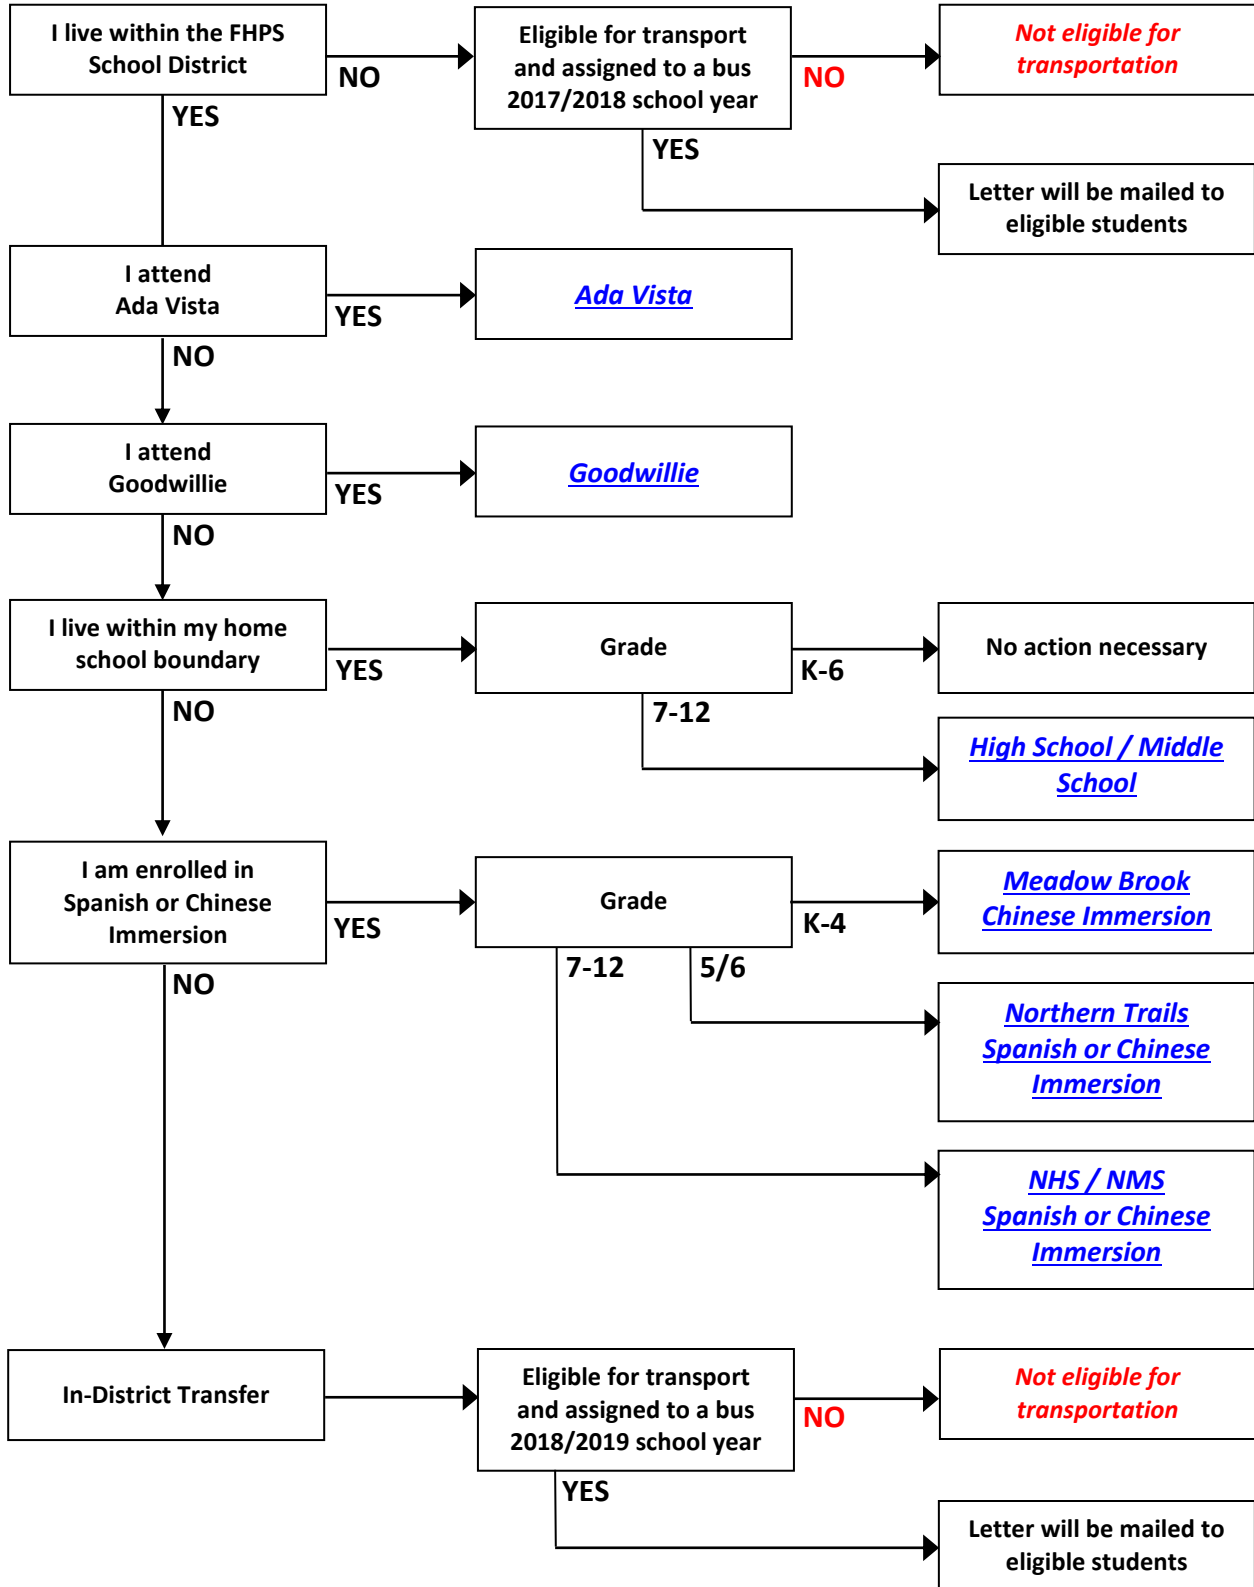 I live within the FHPS
School District
NO
Eligible for transport
and assigned to a bus
2017/2018 school year
NO
Not eligible for
transportation
YES
YES
Letter will be mailed to
eligible students
I attend
Ada Vista
YES
Ada Vista
NO
I attend
Goodwillie
YES
Goodwillie
NO
I live within my home
school boundary
YES
Grade
K-6
No action necessary
NO
7-12
High School / Middle
School
I am enrolled in
Spanish or Chinese
Immersion
YES
Grade
K-4
Meadow Brook
Chinese Immersion
NO
7-12
5/6
Northern Trails
Spanish or Chinese
Immersion
NHS / NMS
Spanish or Chinese
Immersion
In-District Transfer
Eligible for transport
and assigned to a bus
2018/2019 school year
NO
Not eligible for
transportation
YES
Letter will be mailed to
eligible students